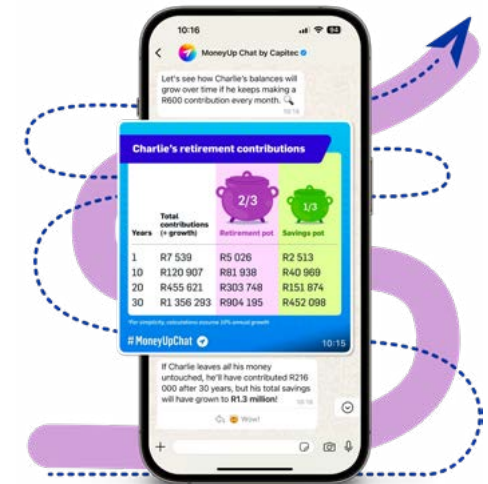 10:16
84
MoneyUp Chat by Capitec
Let's see how Charlie's balances will
grow over time if he keeps making a
R600 contribution every month.
10:15
Charlie's retirement contributions
2/3
1/3
Years Total contributions (+ growth) Retirement pot Savings pot
1 R7 539 R5 026 R2 513
10 R120 907 R81 938 R40 969
20 R455 621 R303 748 R151 874
30 R1 356 293 R904 195 R452 098
*For simplicity, calculations assume 10% annual growth
#MoneyUpChat
10:15
If Charlie leaves all his money
untouched, he'll have contributed R216
000 after 30 years, but his total savings
will have grown to R1.3 million!
10:16
Wow!